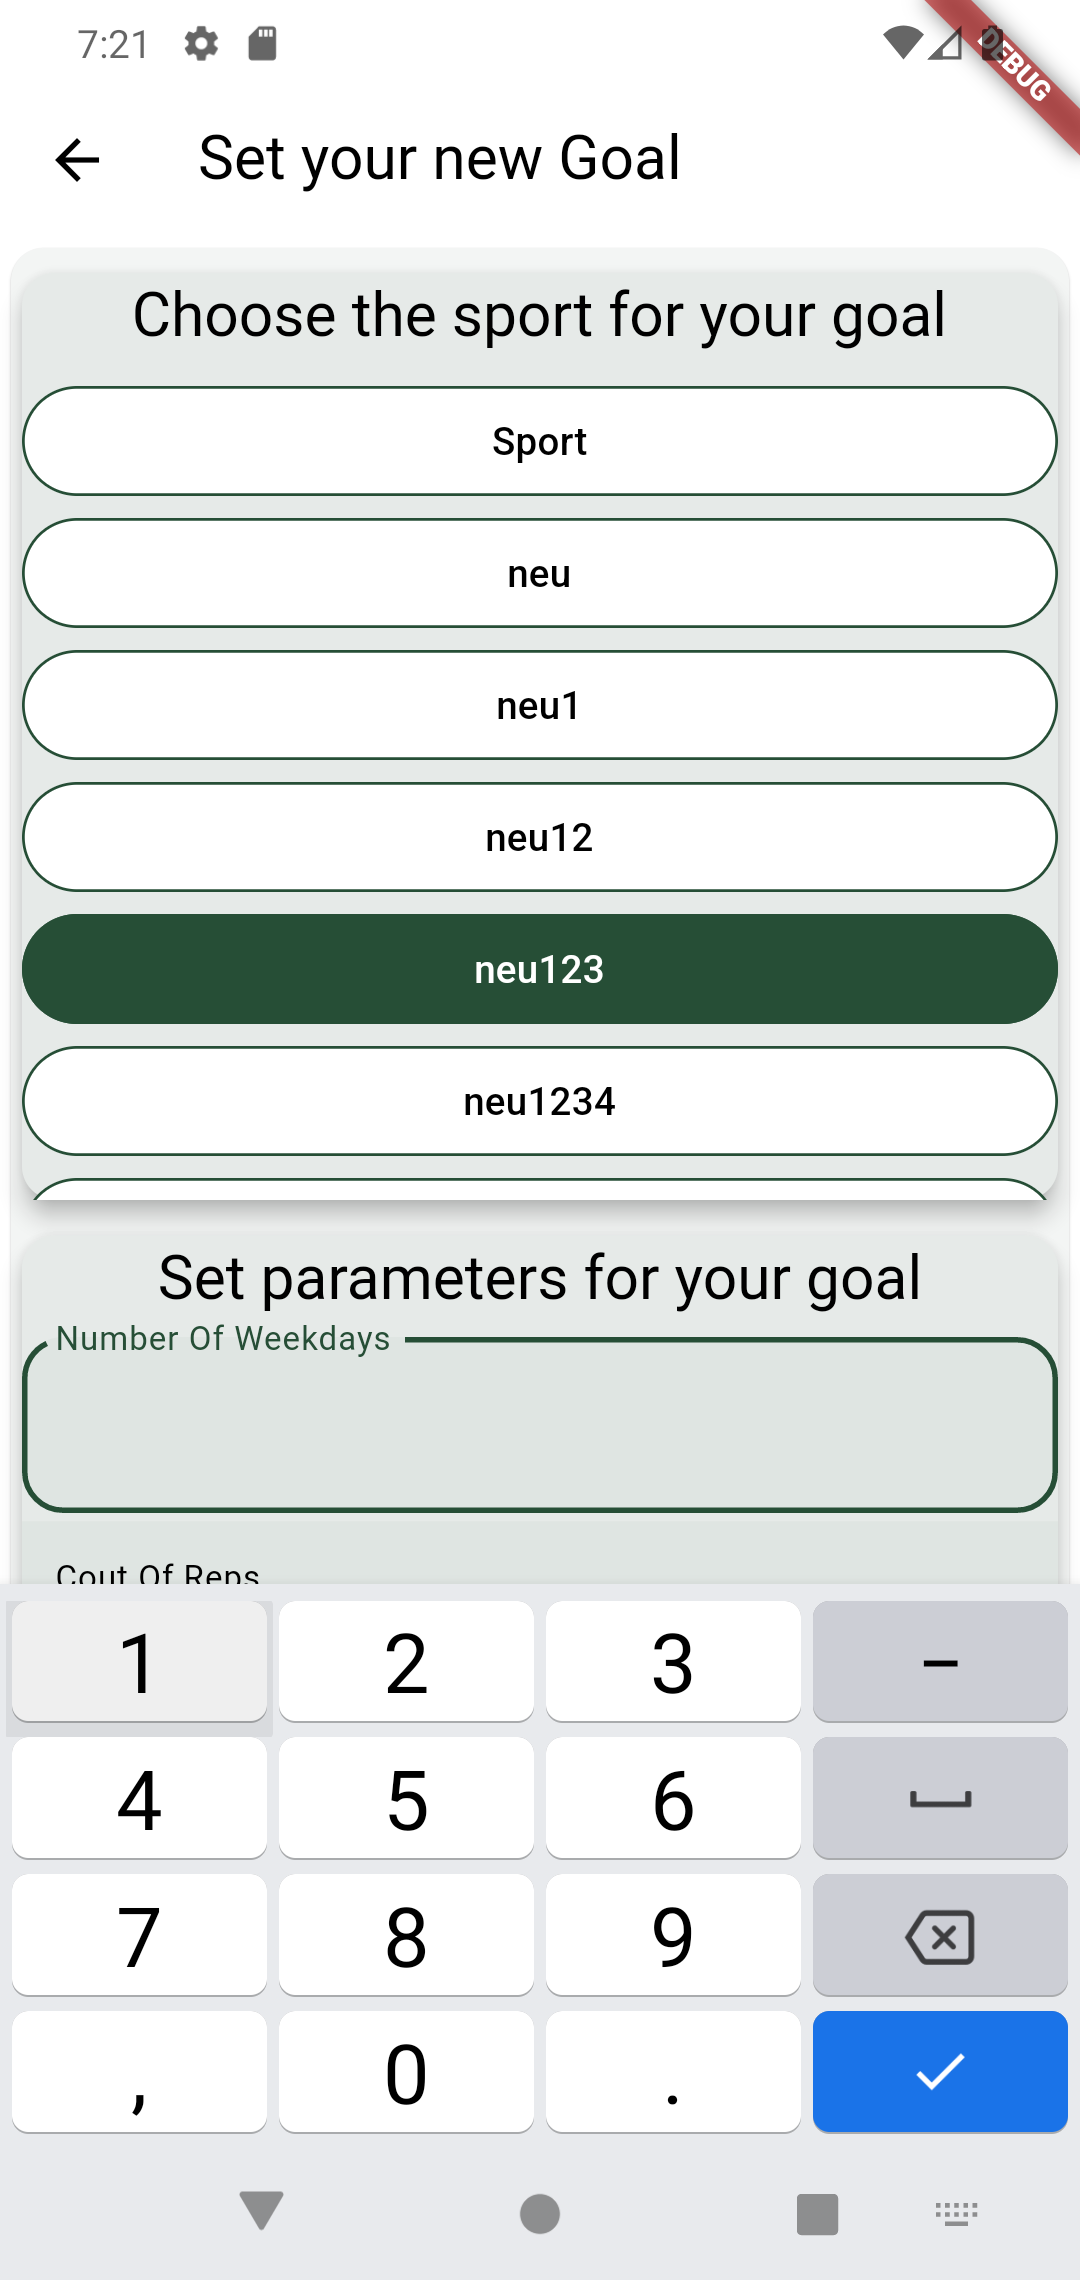 7:21
DEBUG
Set your new Goal
Choose the sport for your goal
Sport
neu
neu1
neu12
neu123
neu1234
Set parameters for your goal
Number Of Weekdays
Cout Of Reps
1 2 3 –
4 5 6
7 8 9
, 0 .